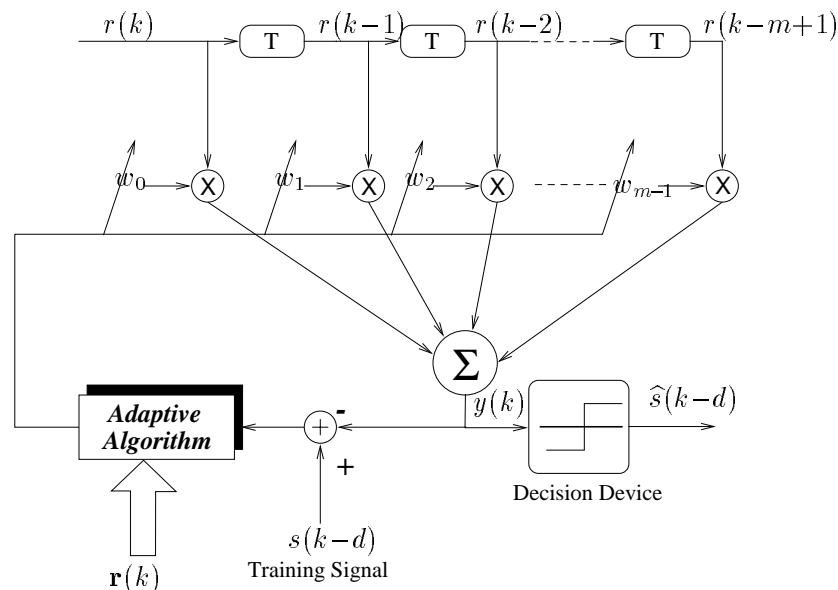 r(k) T r(k-1) T r(k-2) T r(k-m+1)
w₀ X w₁ X w₂ X wₘ₋₁ X
Σ
y(k) ŝ(k-d)
Adaptive
Algorithm
+ -
+
Decision Device
s(k-d)
Training Signal
r(k)